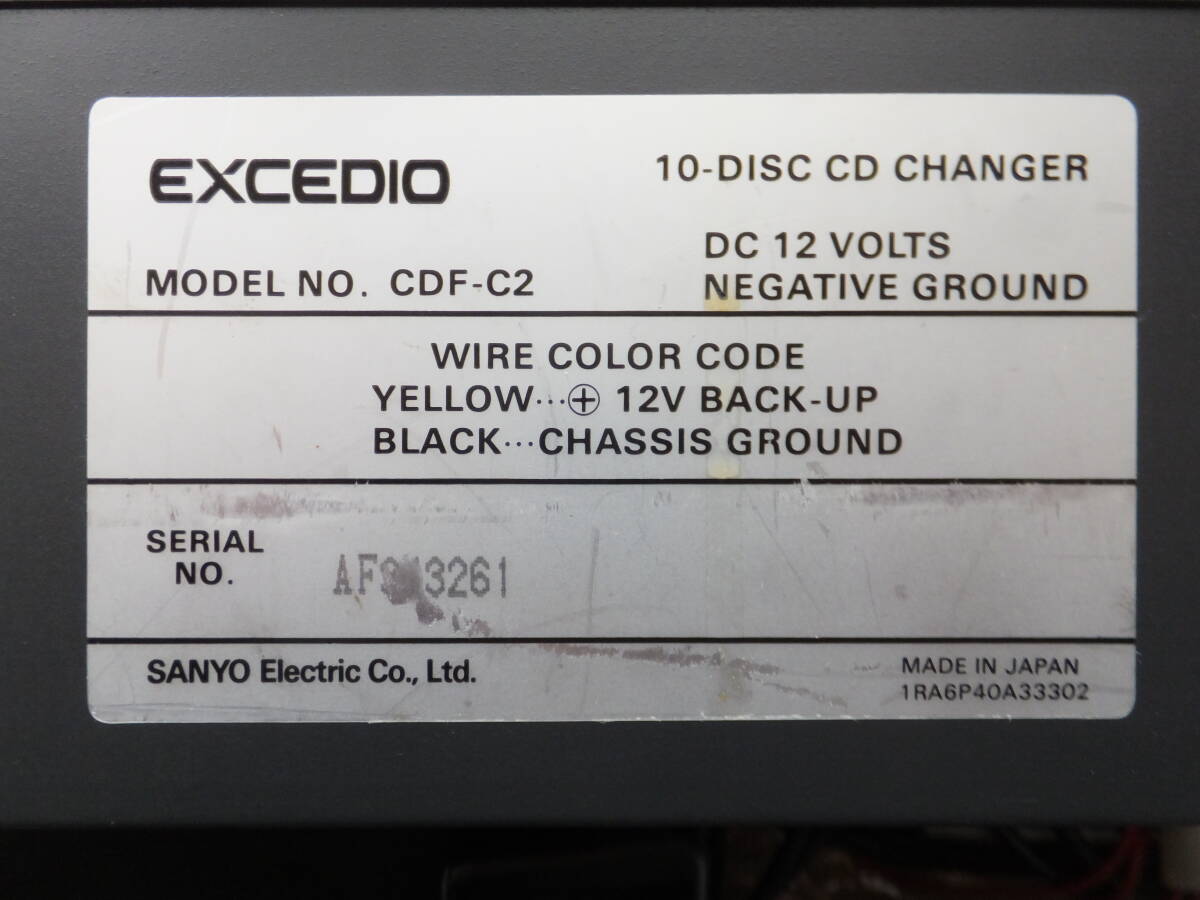 EXCEDIO
10-DISC CD CHANGER
MODEL NO. CDF-C2
DC 12 VOLTS
NEGATIVE GROUND
WIRE COLOR CODE
YELLOW···⊕ 12V BACK-UP
BLACK···CHASSIS GROUND
SERIAL
NO.
SANYO Electric Co., Ltd.
MADE IN JAPAN
1RA6P40A33302